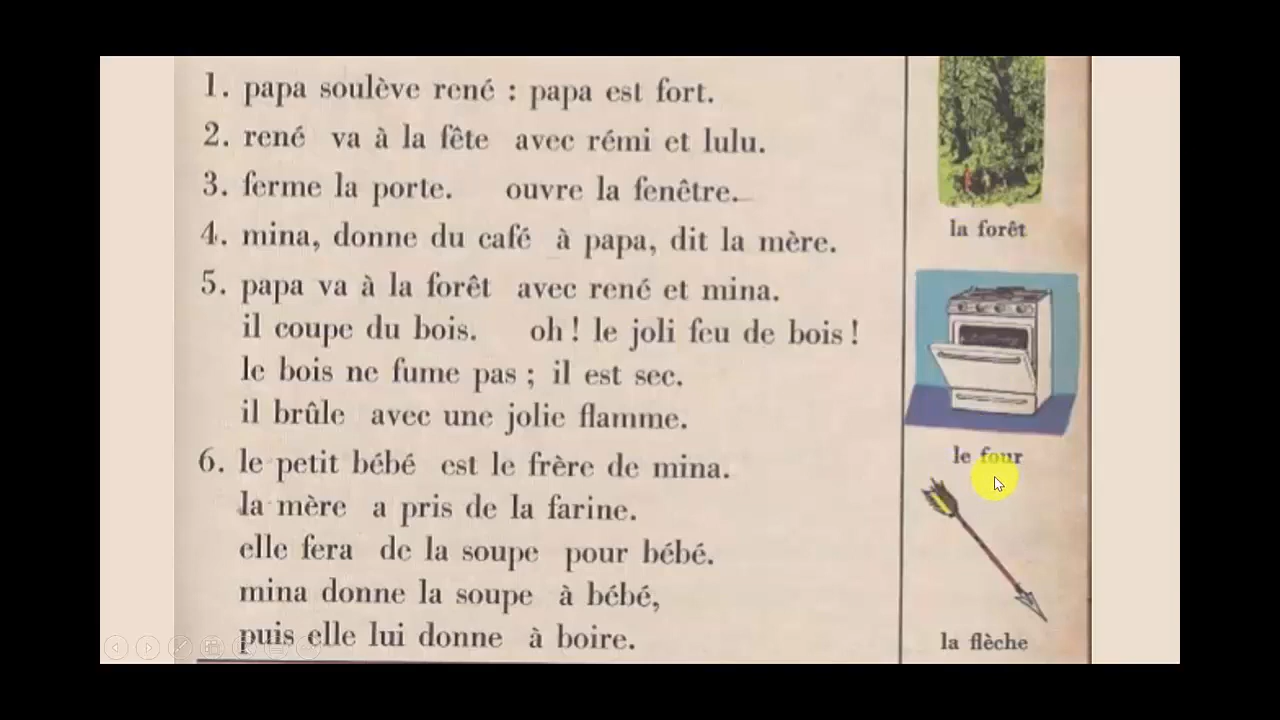 1. papa soulève rené : papa est fort.
2. rené va à la fête avec rémi et lulu.
3. ferme la porte. ouvre la fenêtre.
4. mina, donne du café à papa, dit la mère.
5. papa va à la forêt avec rené et mina.
il coupe du bois. oh ! le joli feu de bois !
le bois ne fume pas ; il est sec.
il brûle avec une jolie flamme.
6. le petit bébé est le frère de mina.
la mère a pris de la farine.
elle fera de la soupe pour bébé.
mina donne la soupe à bébé,
puis elle lui donne à boire.
la forêt
le four
la flèche